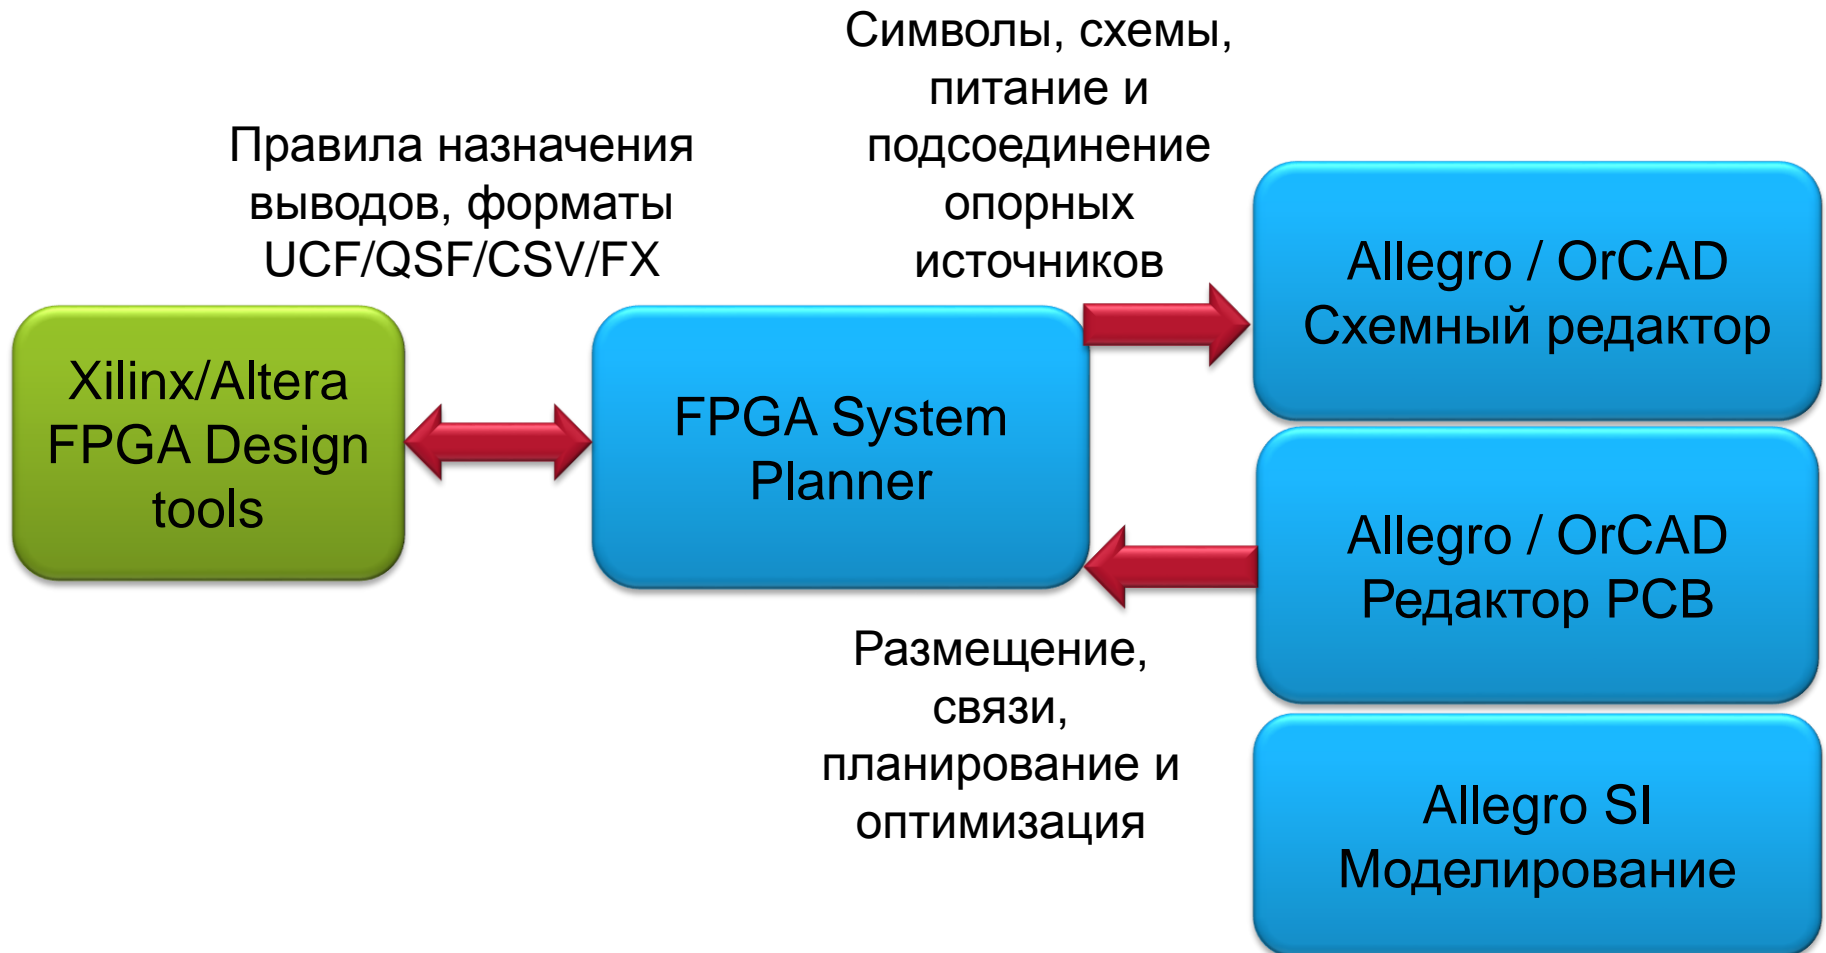 Символы, схемы,
питание и
подсоединение
опорных
источников
Правила назначения
выводов, форматы
UCF/QSF/CSV/FX
Xilinx/Altera
FPGA Design
tools
FPGA System
Planner
Allegro / OrCAD
Схемный редактор
Allegro / OrCAD
Редактор PCB
Размещение,
связи,
планирование и
оптимизация
Allegro SI
Моделирование